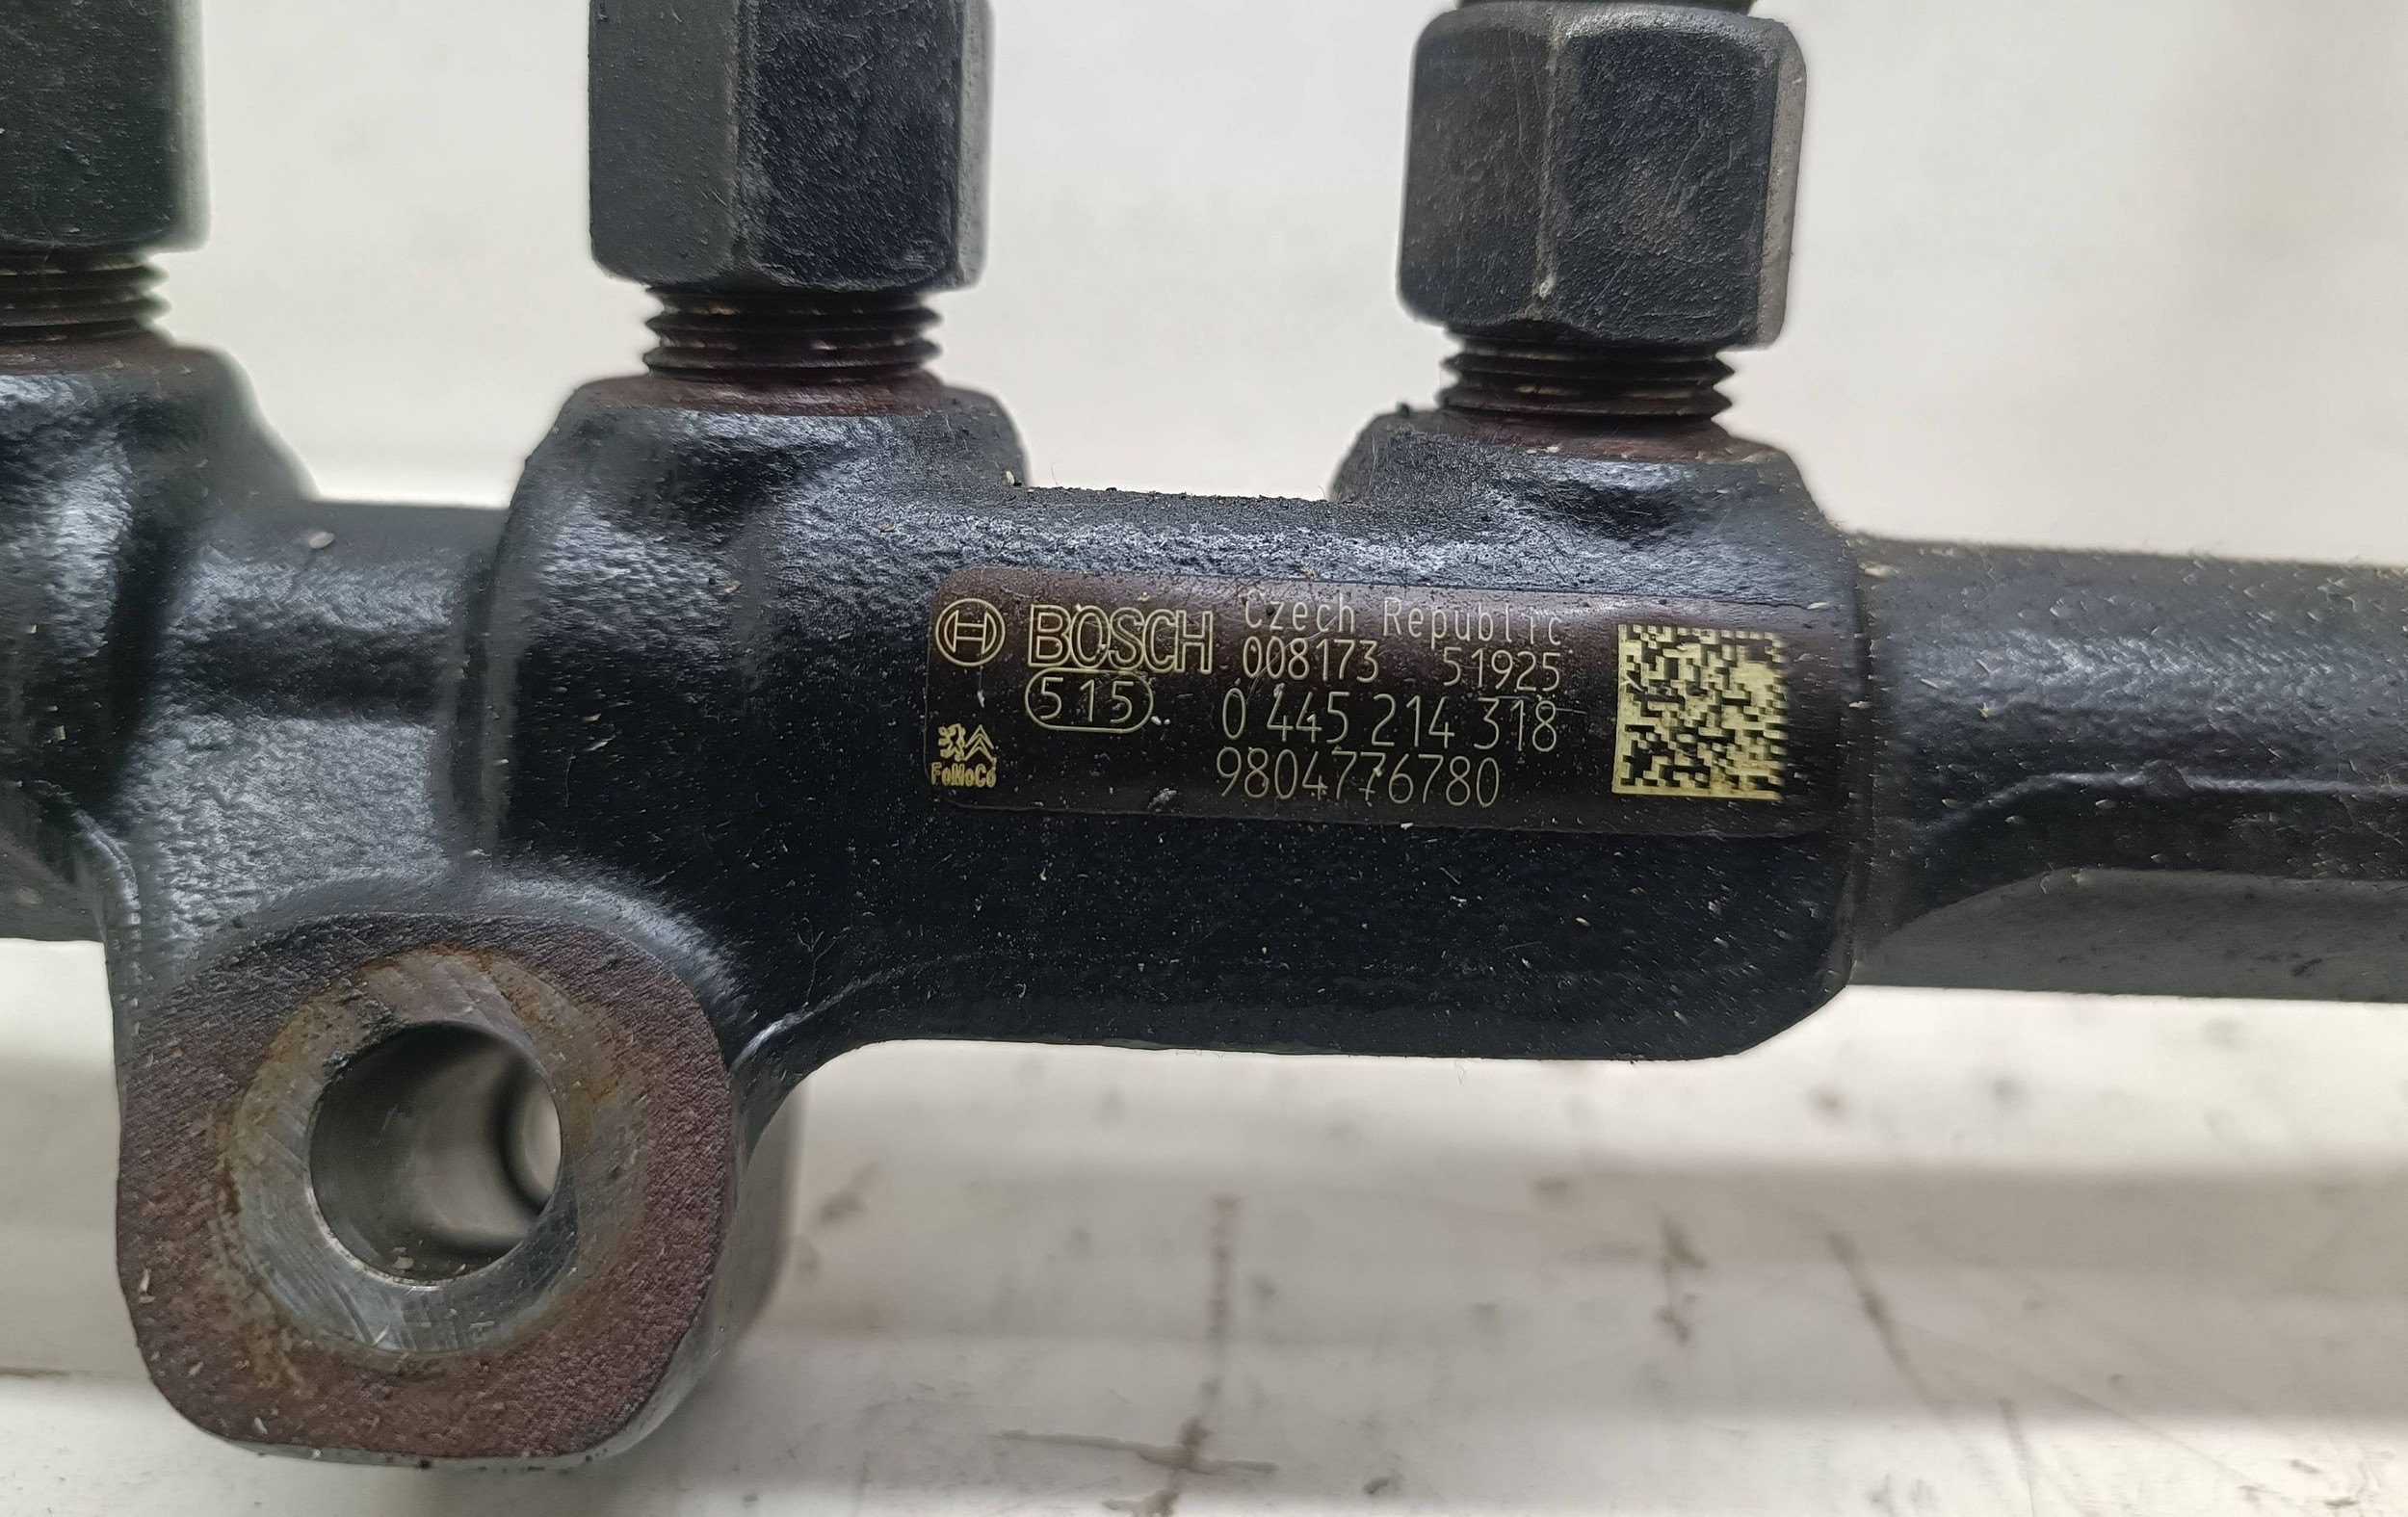 BOSCH
Czech Republic
008173 51925
515
0 445 214 318
9804776780
FoMoCo